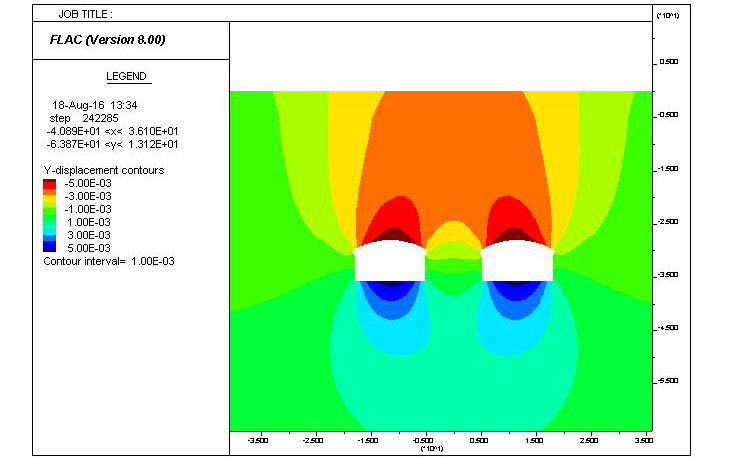 JOB TITLE :
FLAC (Version 8.00)
LEGEND
18-Aug-16 13:34
step 242285
-4.089E+01 <x< 3.610E+01
-6.387E+01 <y< 1.312E+01
Y-displacement contours
-5.00E-03
-3.00E-03
-1.00E-03
1.00E-03
3.00E-03
5.00E-03
Contour interval= 1.00E-03
(*10^1)
0.500
-0.500
-1.500
-2.500
-3.500
-4.500
-5.500
-3.500 -2.500 -1.500 -0.500 0.500 1.500 2.500 3.500
(*10^1)